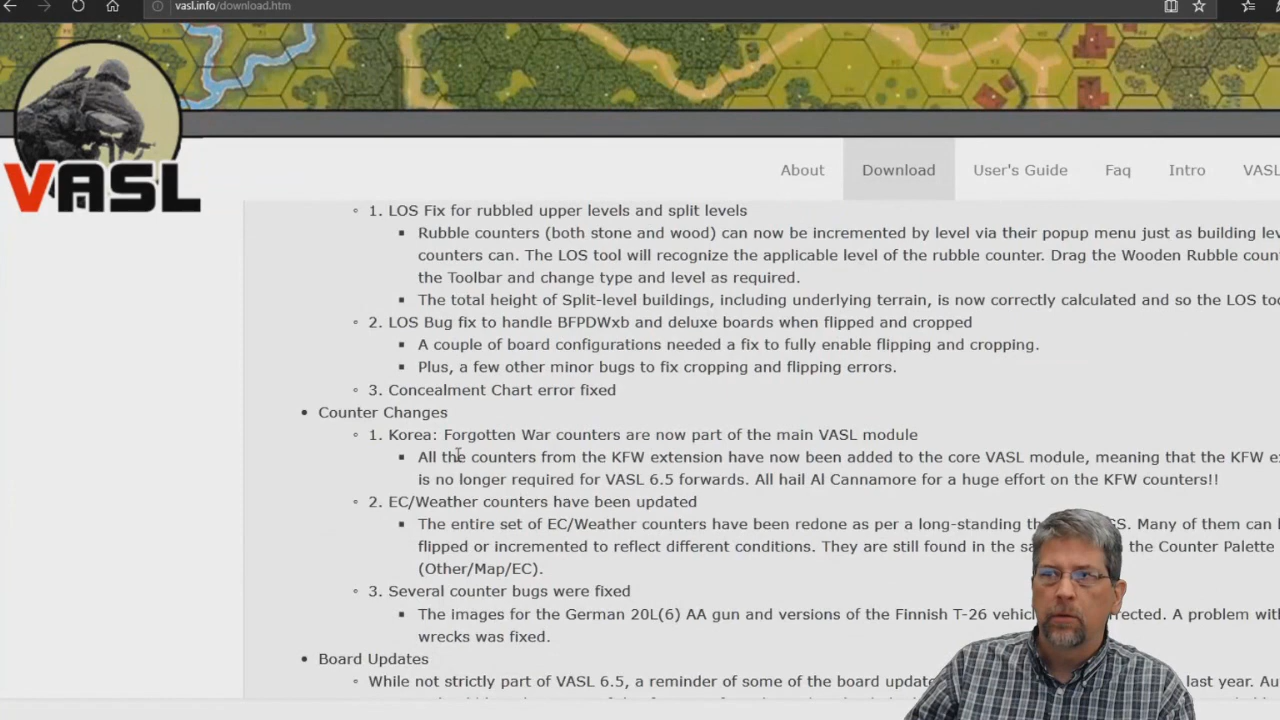 vasl.info/download.htm
VASL
About Download User's Guide Faq Intro VASL
1. LOS Fix for rubbled upper levels and split levels
Rubble counters (both stone and wood) can now be incremented by level via their popup menu just as building
counters can. The LOS tool will recognize the applicable level of the rubble counter. Drag the Wooden Rubble
the Toolbar and change type and level as required.
The total height of Split-level buildings, including underlying terrain, is now correctly calculated and so the LOS
2. LOS Bug fix to handle BFPDWxb and deluxe boards when flipped and cropped
A couple of board configurations needed a fix to fully enable flipping and cropping.
Plus, a few other minor bugs to fix cropping and flipping errors.
3. Concealment Chart error fixed
Counter Changes
1. Korea: Forgotten War counters are now part of the main VASL module
All the counters from the KFW extension have now been added to the core VASL module, meaning that the KFW
is no longer required for VASL 6.5 forwards. All hail Al Cannamore for a huge effort on the KFW counters!!
2. EC/Weather counters have been updated
The entire set of EC/Weather counters have been redone as per a long-standing Many of them can
flipped or incremented to reflect different conditions. They are still found in the the Counter Palette
(Other/Map/EC).
3. Several counter bugs were fixed
The images for the German 20L(6) AA gun and versions of the Finnish T-26 A problem
wrecks was fixed.
Board Updates
While not strictly part of VASL 6.5, a reminder of some of the board last year.